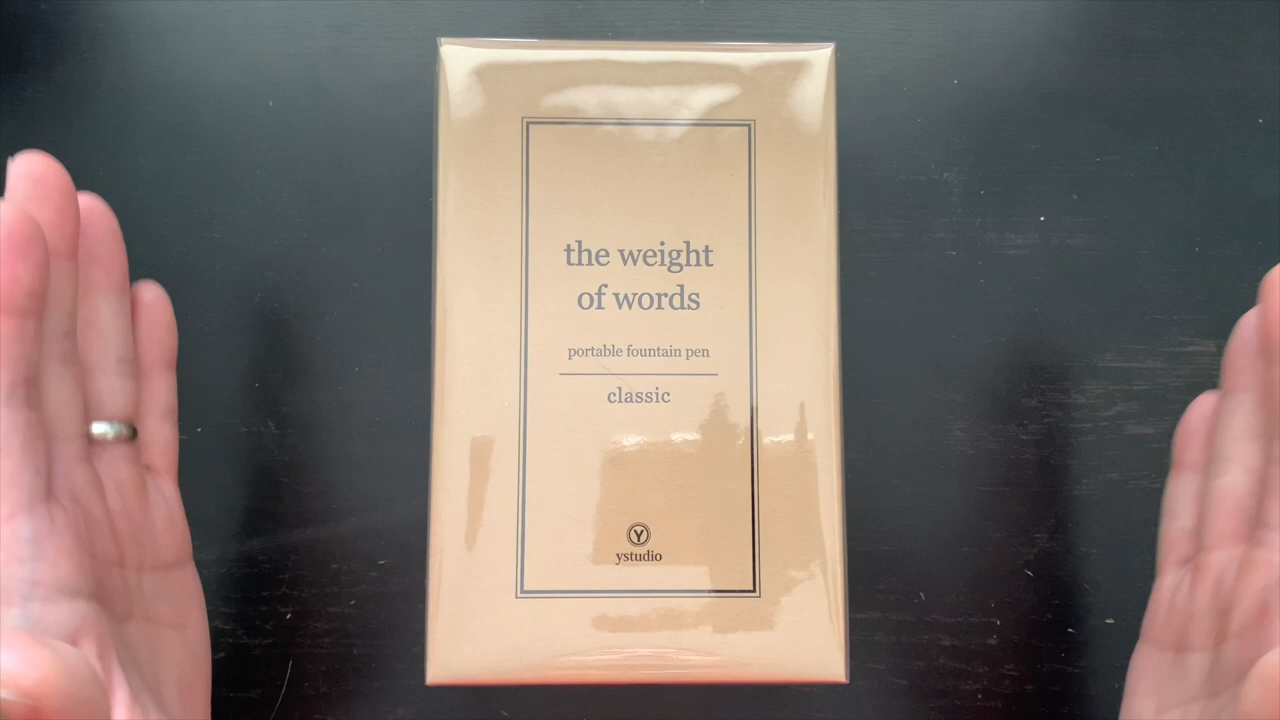 the weight
of words
portable fountain pen
classic
Y
ystudio